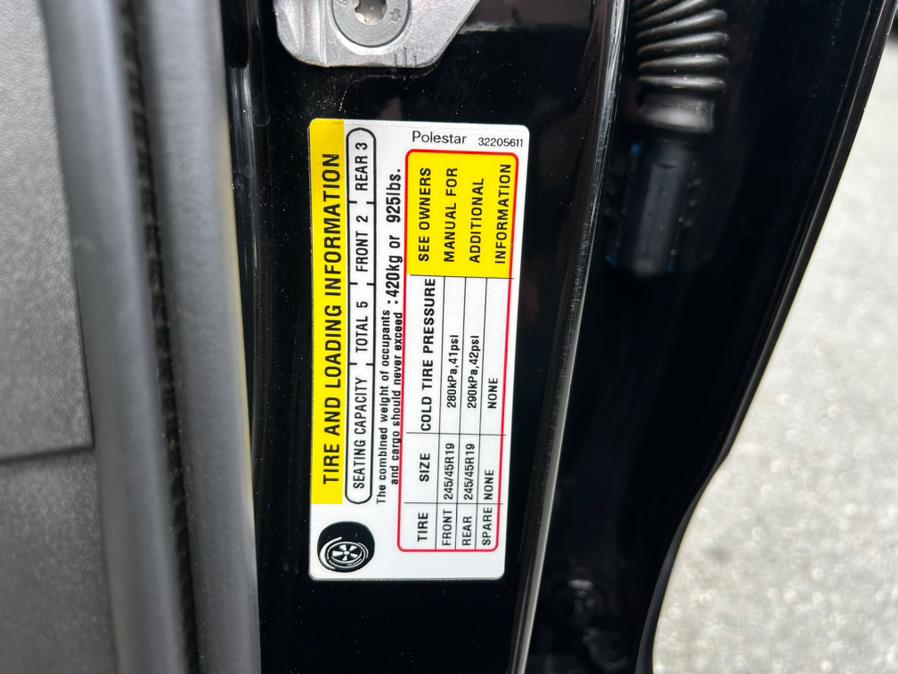 TIRE AND LOADING INFORMATION
SEATING CAPACITY TOTAL 5 FRONT 2 REAR 3
The combined weight of occupants and cargo should never exceed : 420kg or 925lbs.
TIRE SIZE COLD TIRE PRESSURE
FRONT 245/45R19 280kPa,41psi
REAR 245/45R19 290kPa,42psi
SPARE NONE NONE
SEE OWNERS
MANUAL FOR
ADDITIONAL
INFORMATION
Polestar 32205611